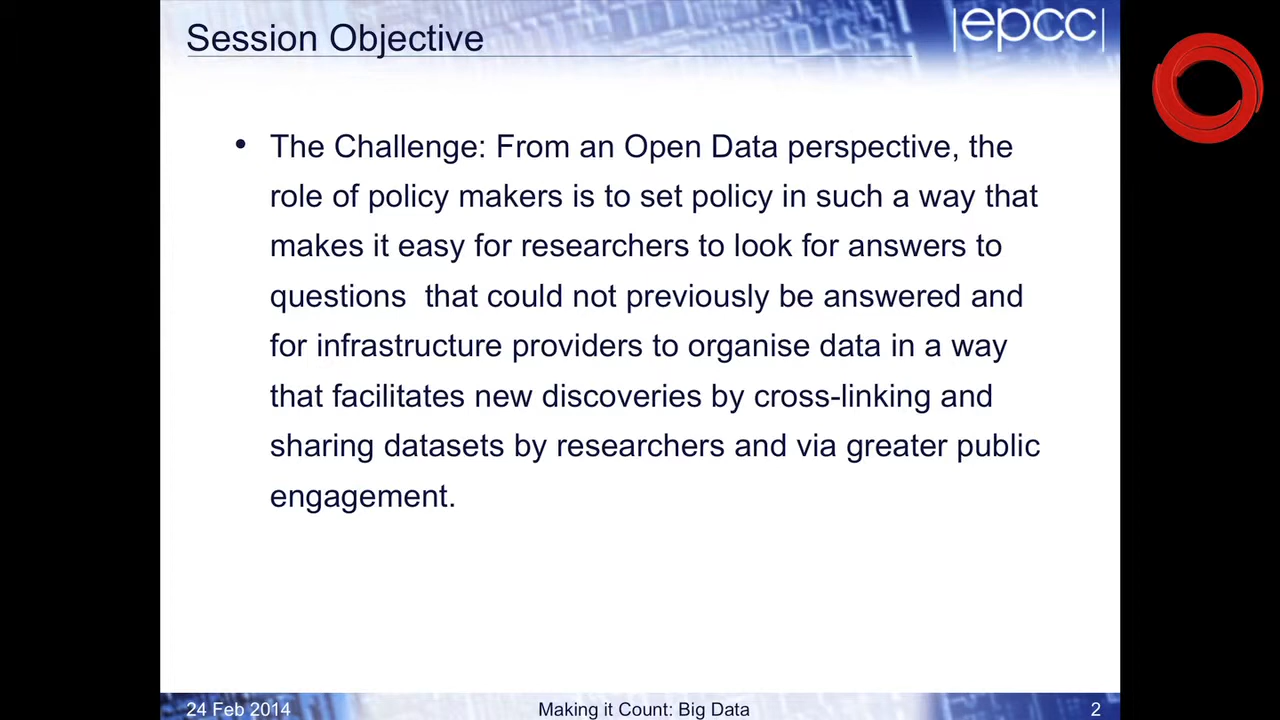 Session Objective
|epcc|
• The Challenge: From an Open Data perspective, the
role of policy makers is to set policy in such a way that
makes it easy for researchers to look for answers to
questions  that could not previously be answered and
for infrastructure providers to organise data in a way
that facilitates new discoveries by cross-linking and
sharing datasets by researchers and via greater public
engagement.
24 Feb 2014
Making it Count: Big Data
2